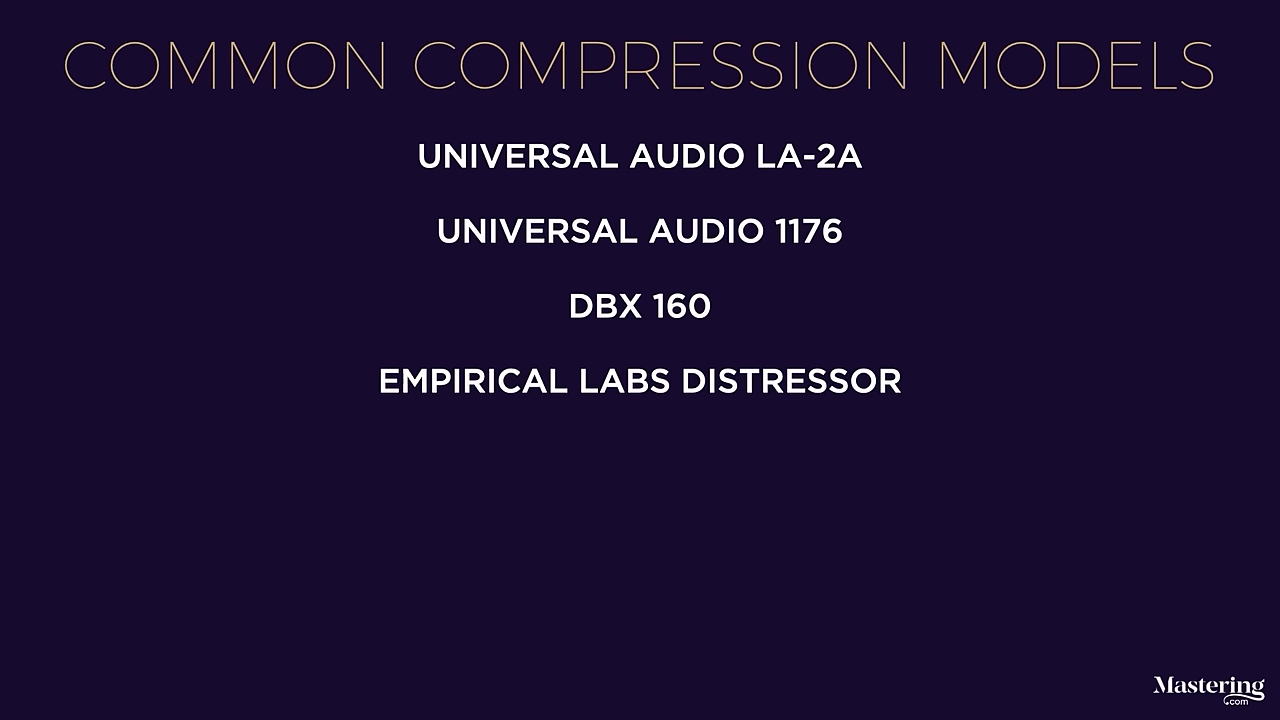 COMMON COMPRESSION MODELS
UNIVERSAL AUDIO LA-2A
UNIVERSAL AUDIO 1176
DBX 160
EMPIRICAL LABS DISTRESSOR
Mastering
.com